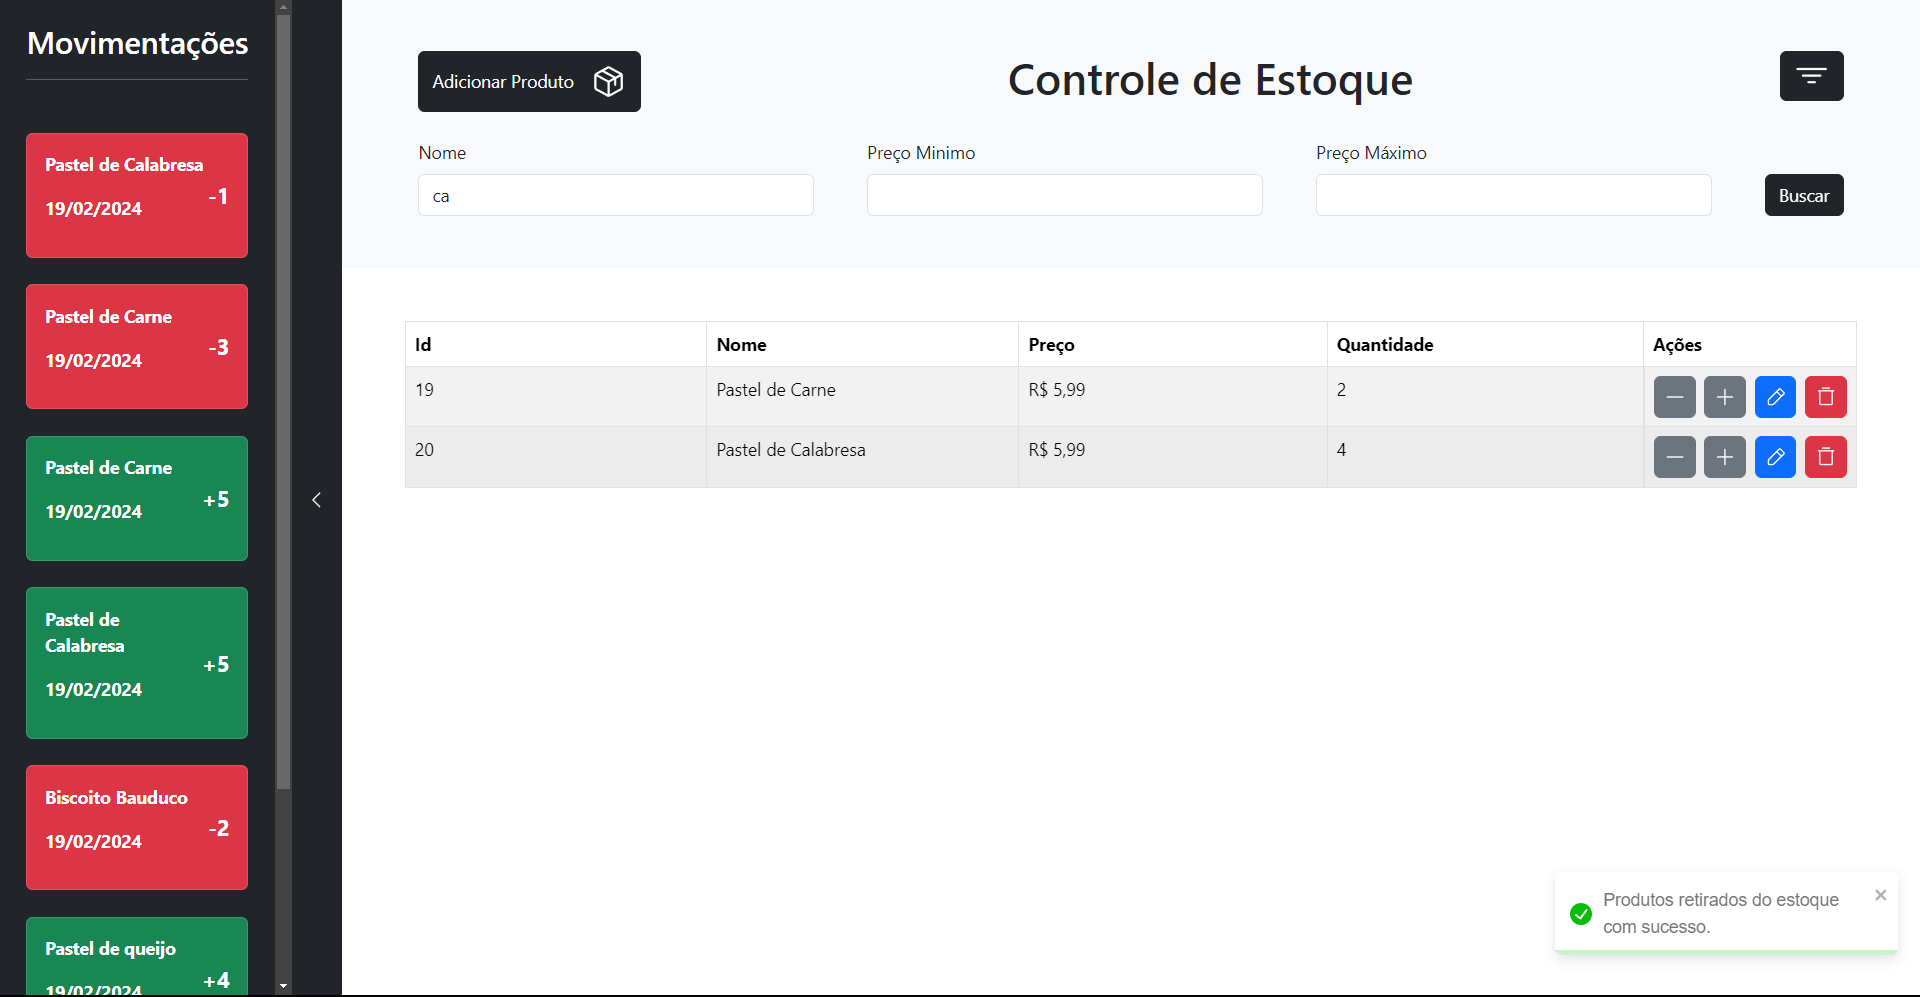 Movimentações
Pastel de Calabresa
19/02/2024
-1
Pastel de Carne
19/02/2024
-3
Pastel de Carne
19/02/2024
+5
Pastel de
Calabresa
19/02/2024
+5
Biscoito Bauduco
19/02/2024
-2
Pastel de queijo
19/02/2024
+4
Adicionar Produto
Controle de Estoque
Nome
Preço Minimo
Preço Máximo
ca
Buscar
Id Nome Preço Quantidade Ações
19 Pastel de Carne R$ 5,99 2
20 Pastel de Calabresa R$ 5,99 4
Produtos retirados do estoque
com sucesso.